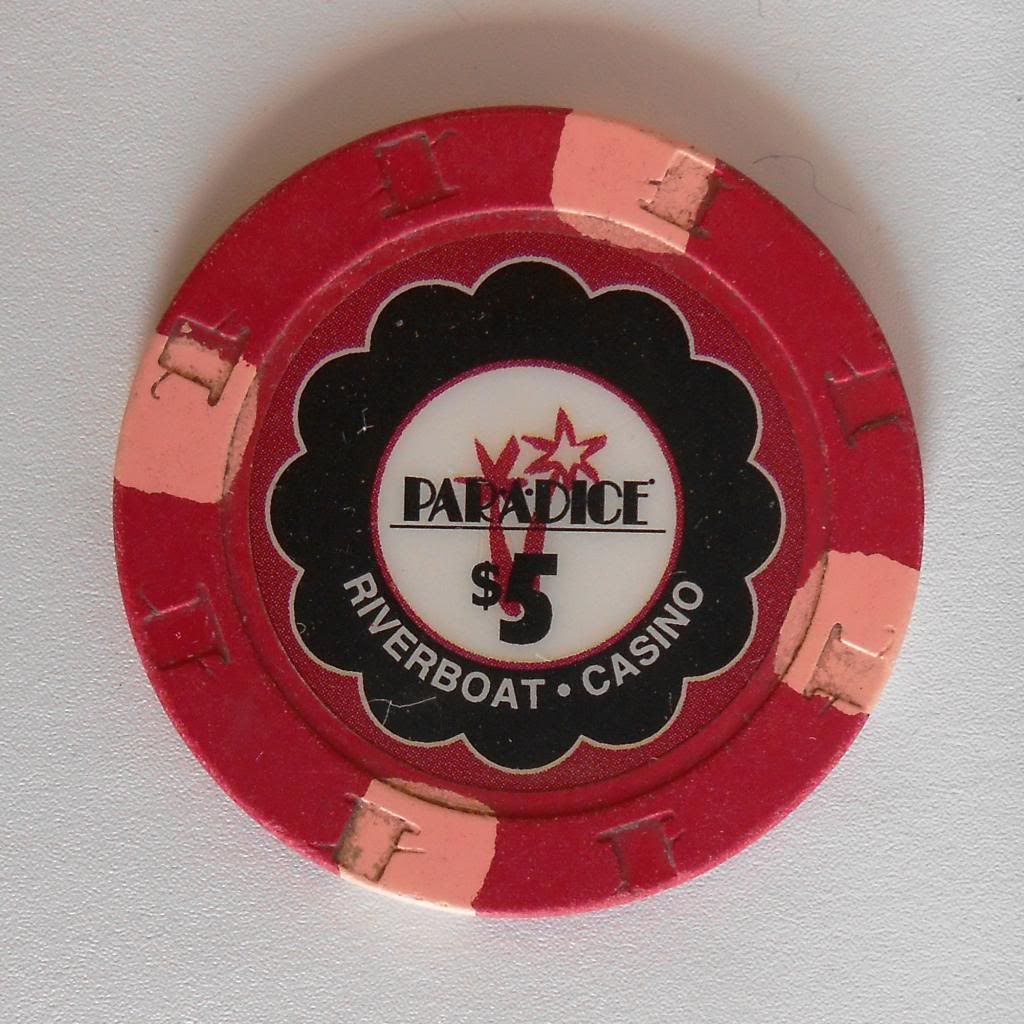 PAR-A-DICE
$5
RIVERBOAT • CASINO